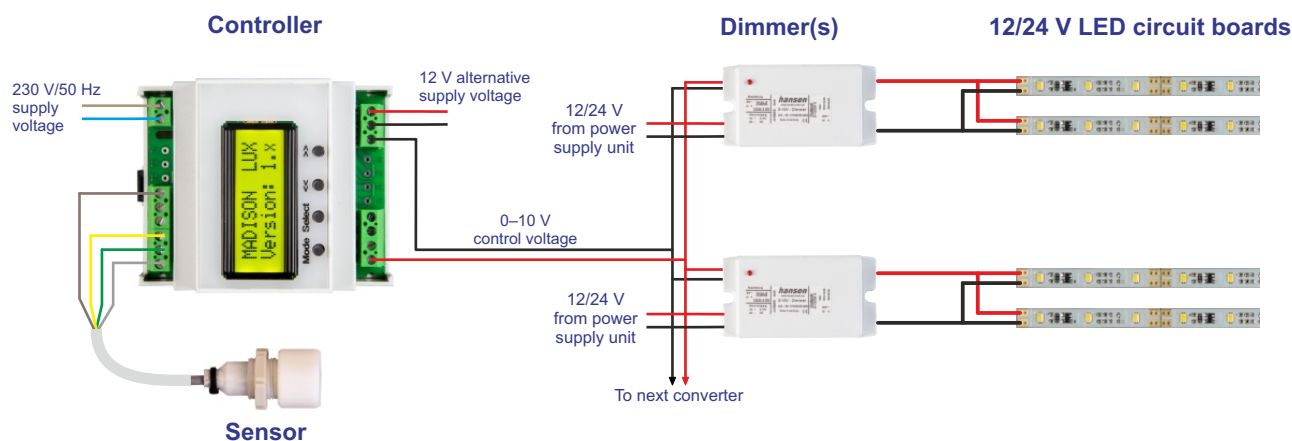 Controller
Dimmer(s)
12/24 V LED circuit boards
230 V/50 Hz
supply
voltage
12 V alternative
supply voltage
MADISON LUX
Version: 1.x
Mode Select << >>
12/24 V
from power
supply unit
hansen
0–10 V
control voltage
12/24 V
from power
supply unit
hansen
To next converter
Sensor